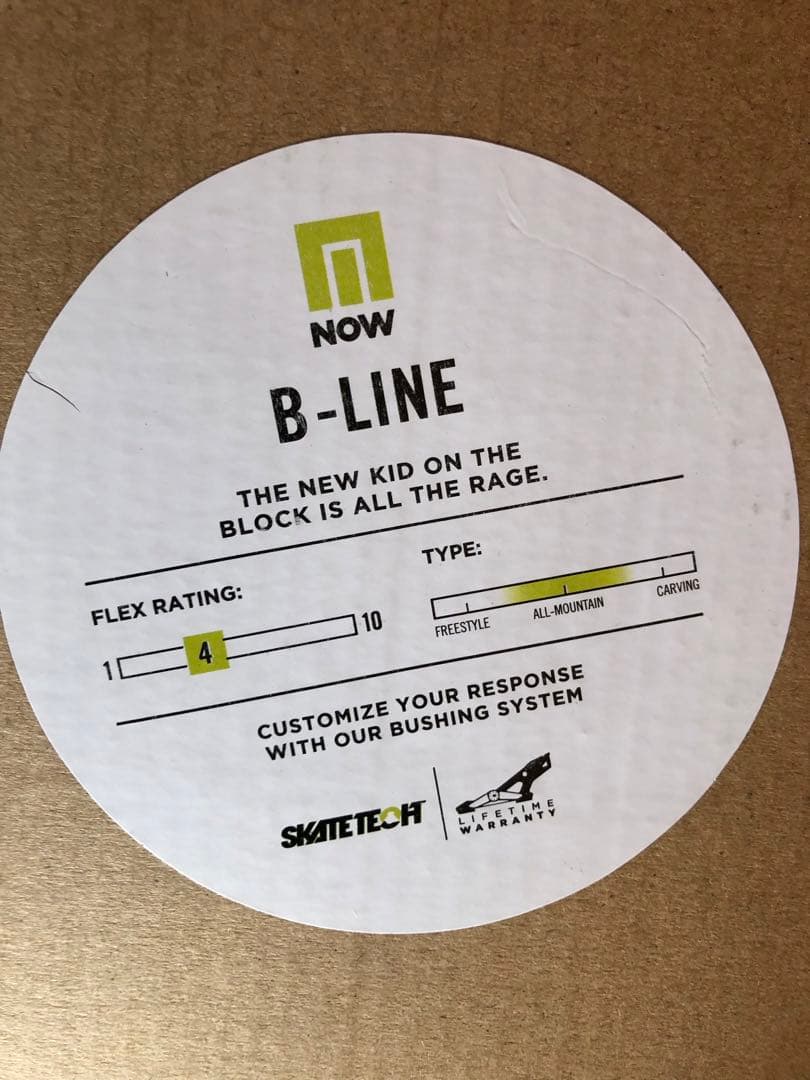 NOW
B-LINE
THE NEW KID ON THE
BLOCK IS ALL THE RAGE.
FLEX RATING:
1 4 10
TYPE:
FREESTYLE ALL-MOUNTAIN CARVING
CUSTOMIZE YOUR RESPONSE
WITH OUR BUSHING SYSTEM
SKATETECH
LIFETIME
WARRANTY